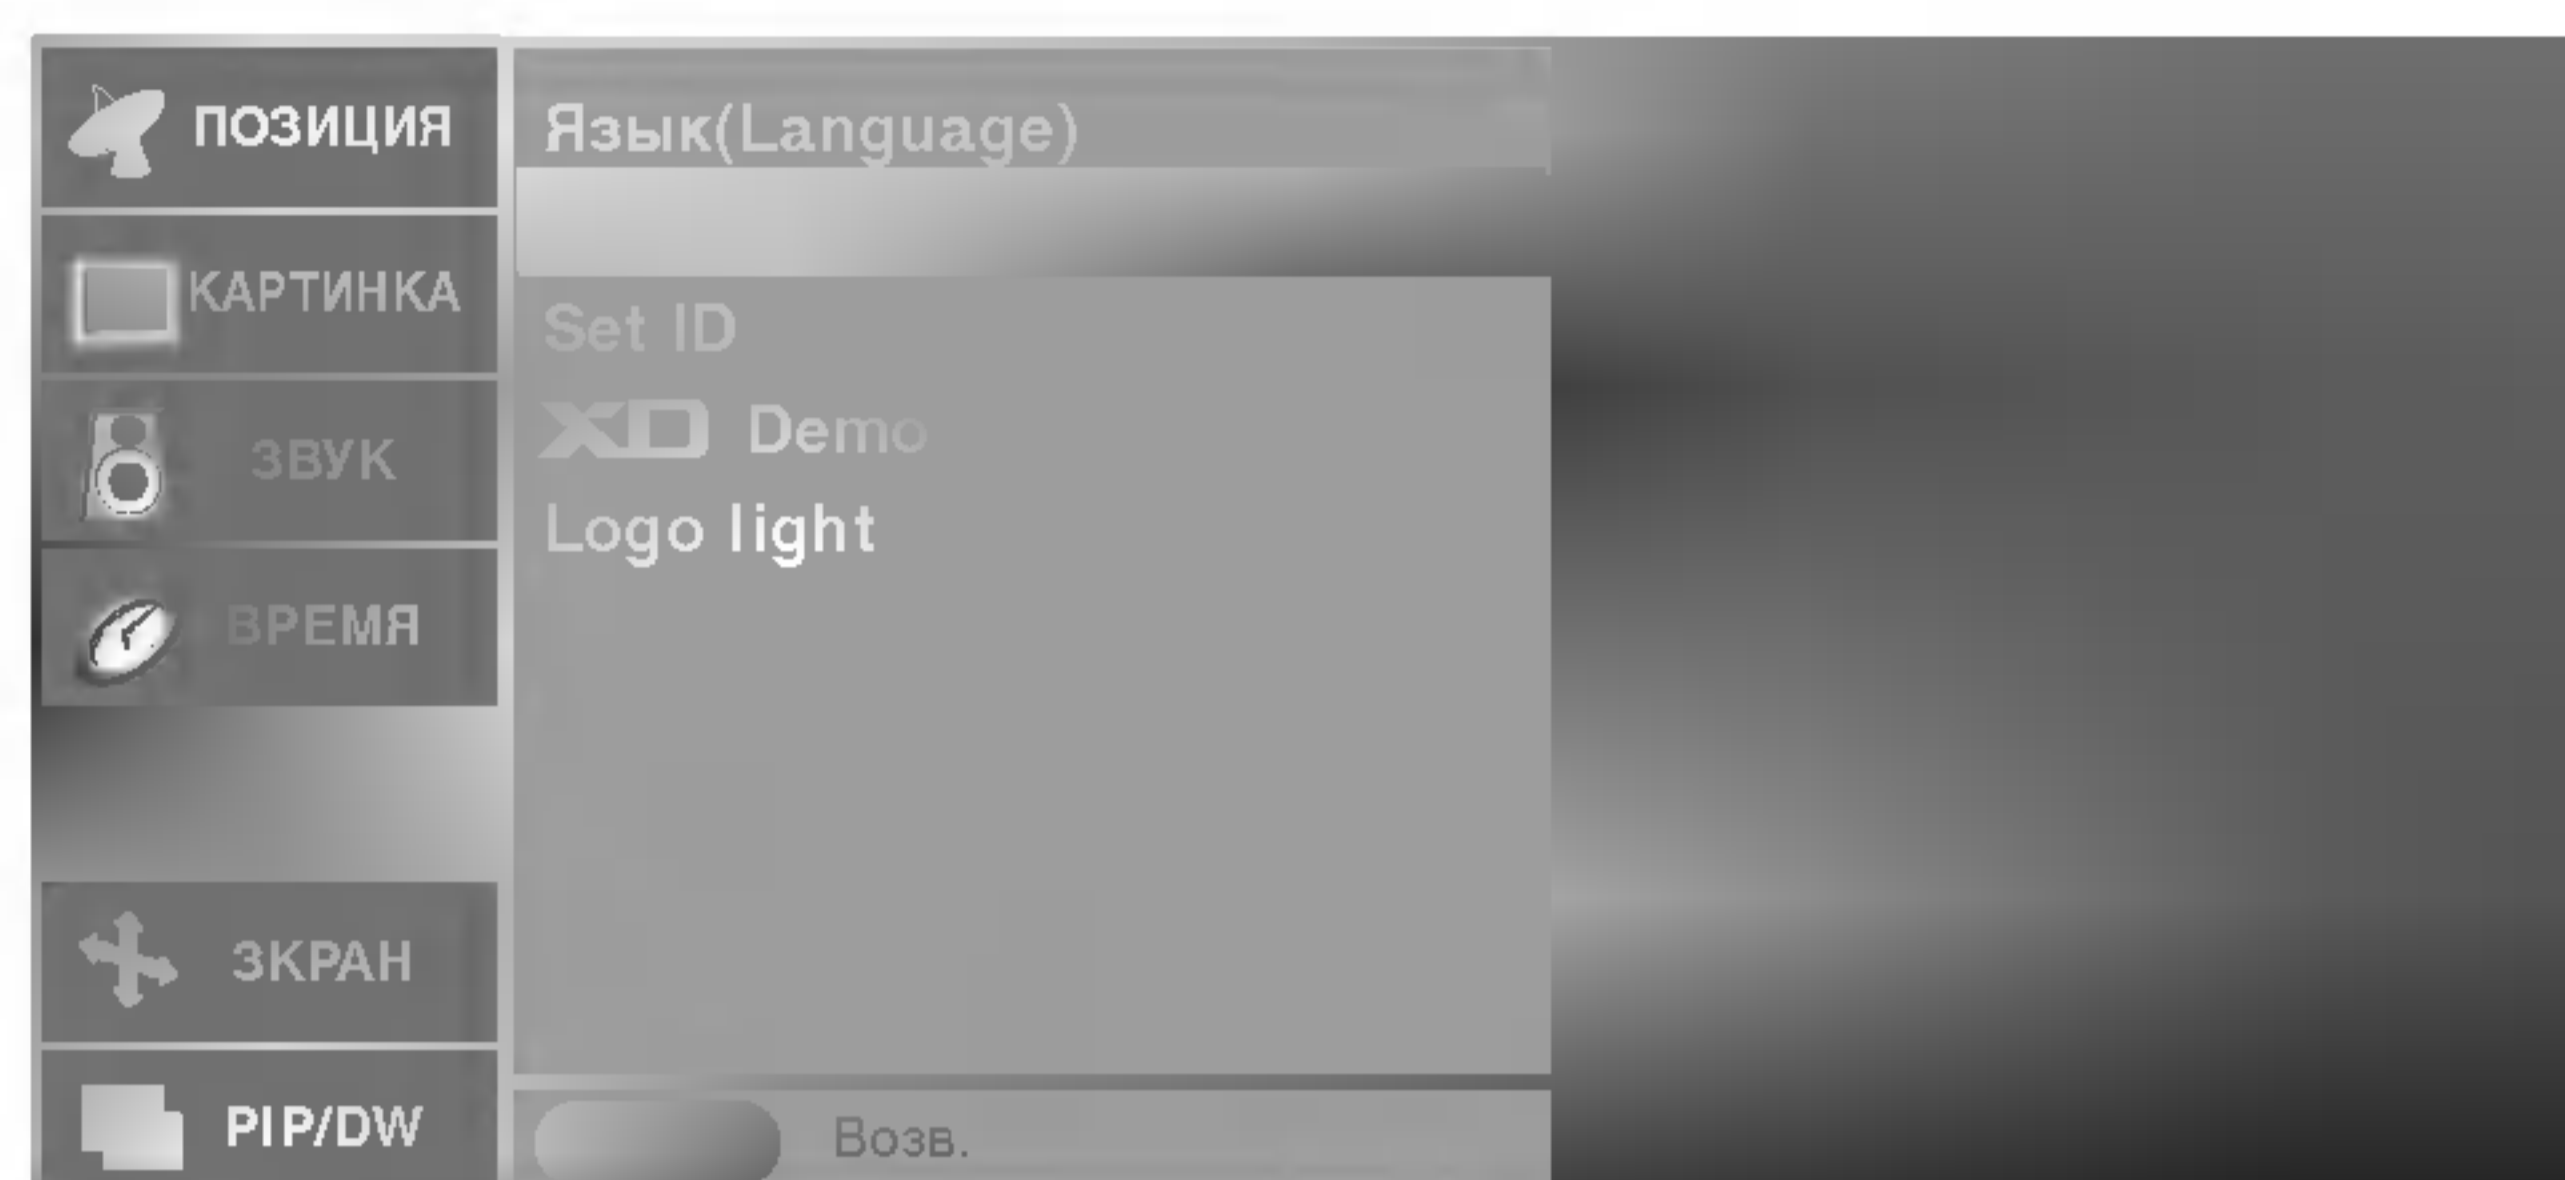 ПОЗИЦИЯ
КАРТИНКА
ЗВУК
ВРЕМЯ
ЗКРАН
PIP/DW
Язык(Language)
Set ID
XD Demo
Logo light
Возв.